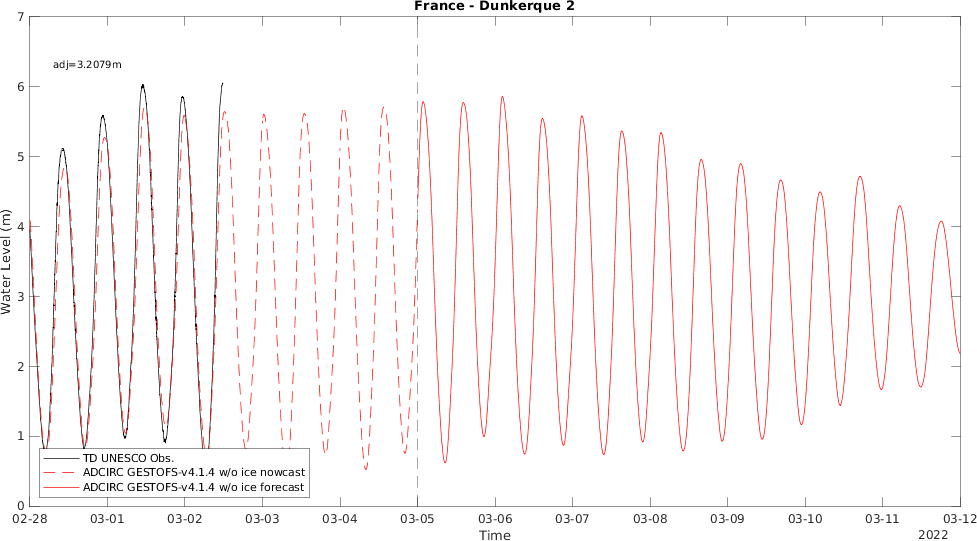 France - Dunkerque 2
adj=3.2079m
7
6
5
4
3
2
1
0
Water Level (m)
TD UNESCO Obs.
ADCIRC GESTOFS-v4.1.4 w/o ice nowcast
ADCIRC GESTOFS-v4.1.4 w/o ice forecast
02-28 03-01 03-02 03-03 03-04 03-05 03-06 03-07 03-08 03-09 03-10 03-11 03-12
Time
2022